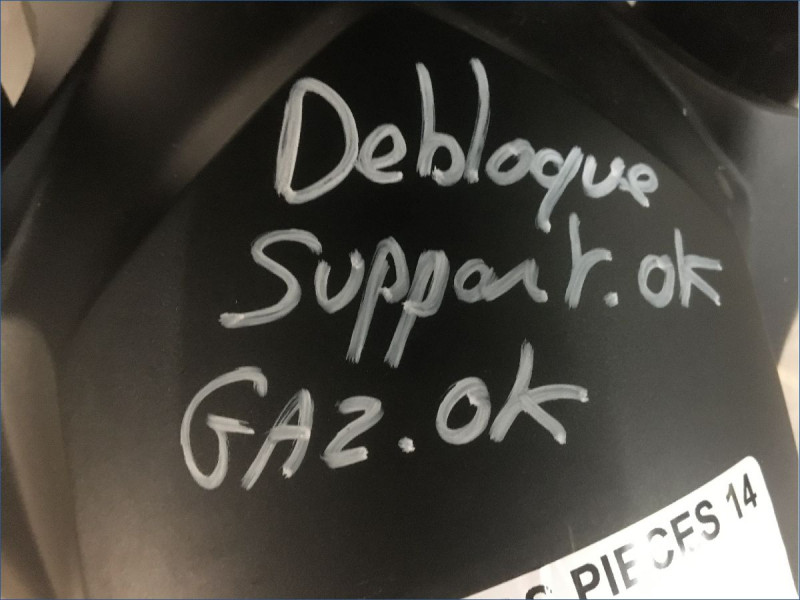 Debloque
Support.ok
GAZ.ok
PIECES 14